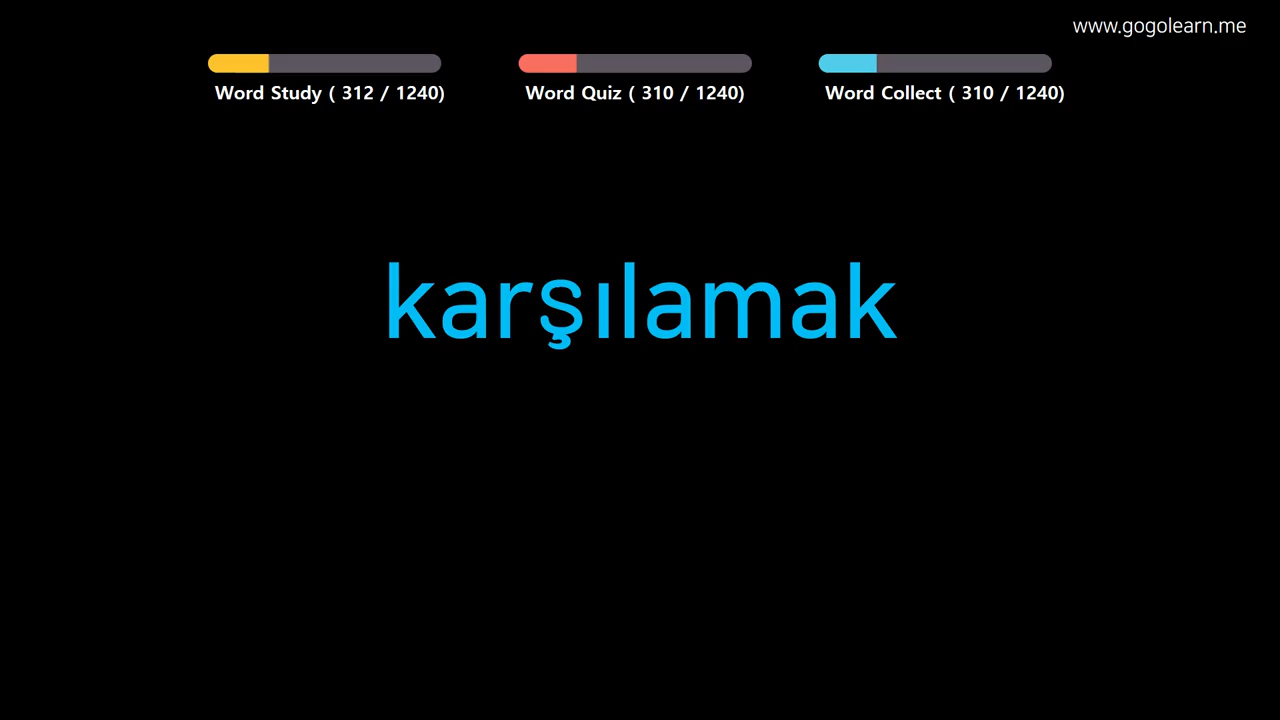 www.gogolearn.me
Word Study ( 312 / 1240)
Word Quiz ( 310 / 1240)
Word Collect ( 310 / 1240)
karşılamak